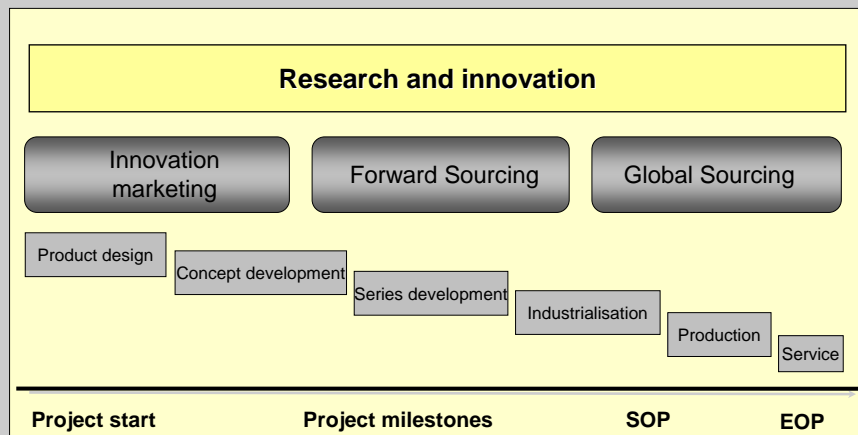 Research and innovation
Innovation
marketing
Forward Sourcing
Global Sourcing
Product design
Concept development
Series development
Industrialisation
Production
Service
Project start
Project milestones
SOP
EOP